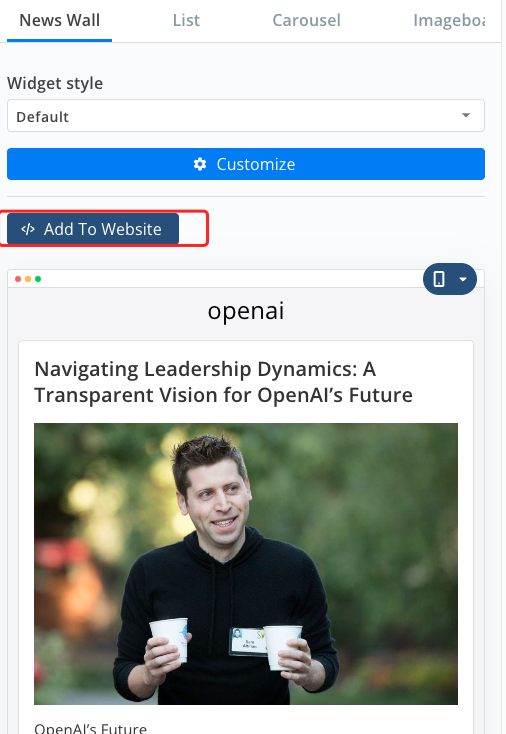 News Wall
List
Carousel
Imageboa
Widget style
Default
Customize
</> Add To Website
openai
Navigating Leadership Dynamics: A
Transparent Vision for OpenAI’s Future
OpenAI’s Future